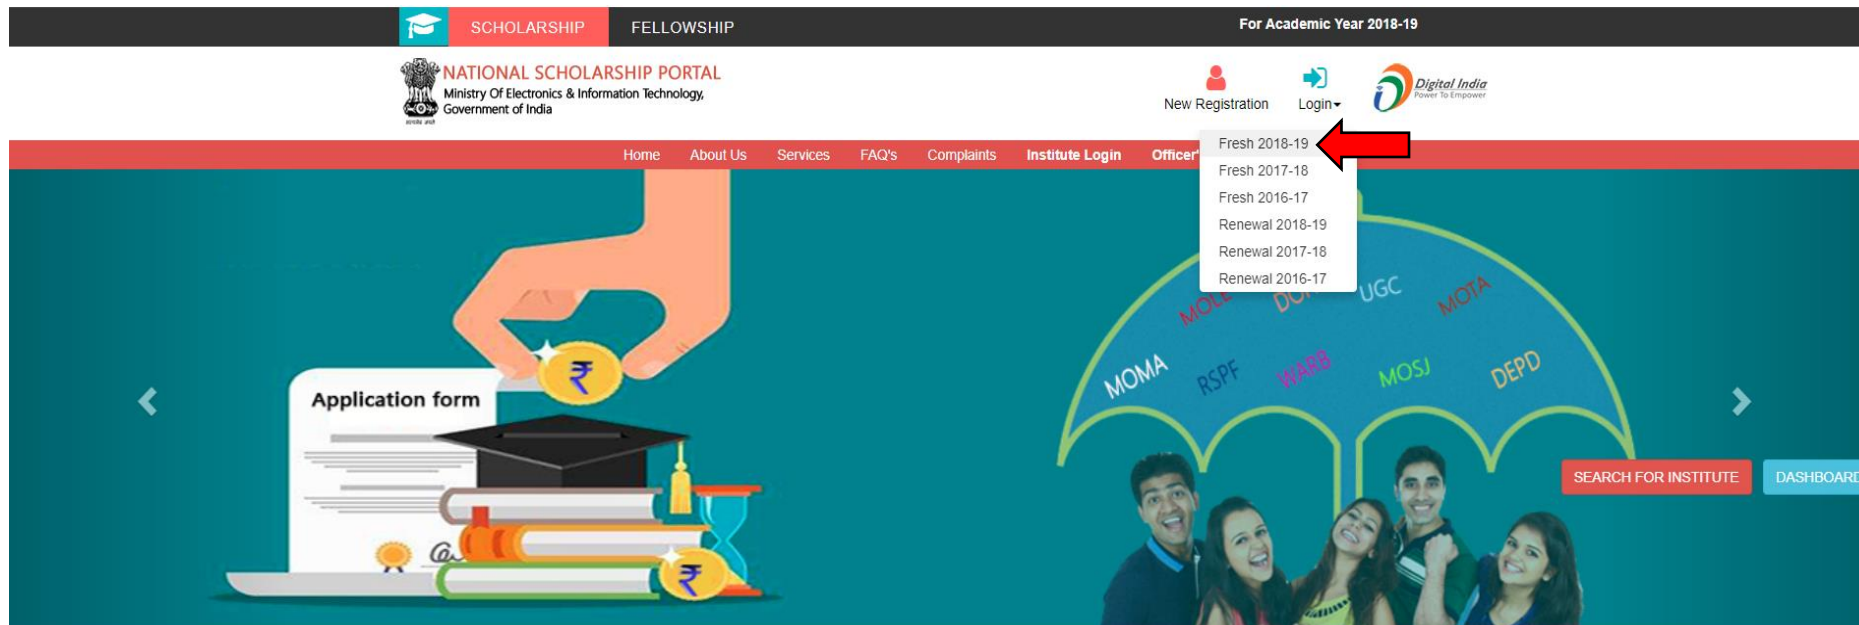 SCHOLARSHIP FELLOWSHIP For Academic Year 2018-19
NATIONAL SCHOLARSHIP PORTAL
Ministry Of Electronics & Information Technology,
Government of India
New Registration Login
Digital India
Power To Empower
Home About Us Services FAQ's Complaints Institute Login Officer'
Fresh 2018-19
Fresh 2017-18
Fresh 2016-17
Renewal 2018-19
Renewal 2017-18
Renewal 2016-17
UGC MOTA
MOMA RSPF WARB MOSJ DEPD
Application form
SEARCH FOR INSTITUTE DASHBOARD